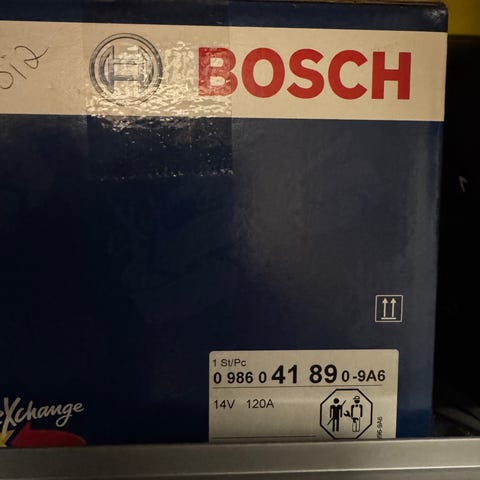 BOSCH
1 St/Pc
0 986 0 41 89 0-9A6
14V 120A
eXchange